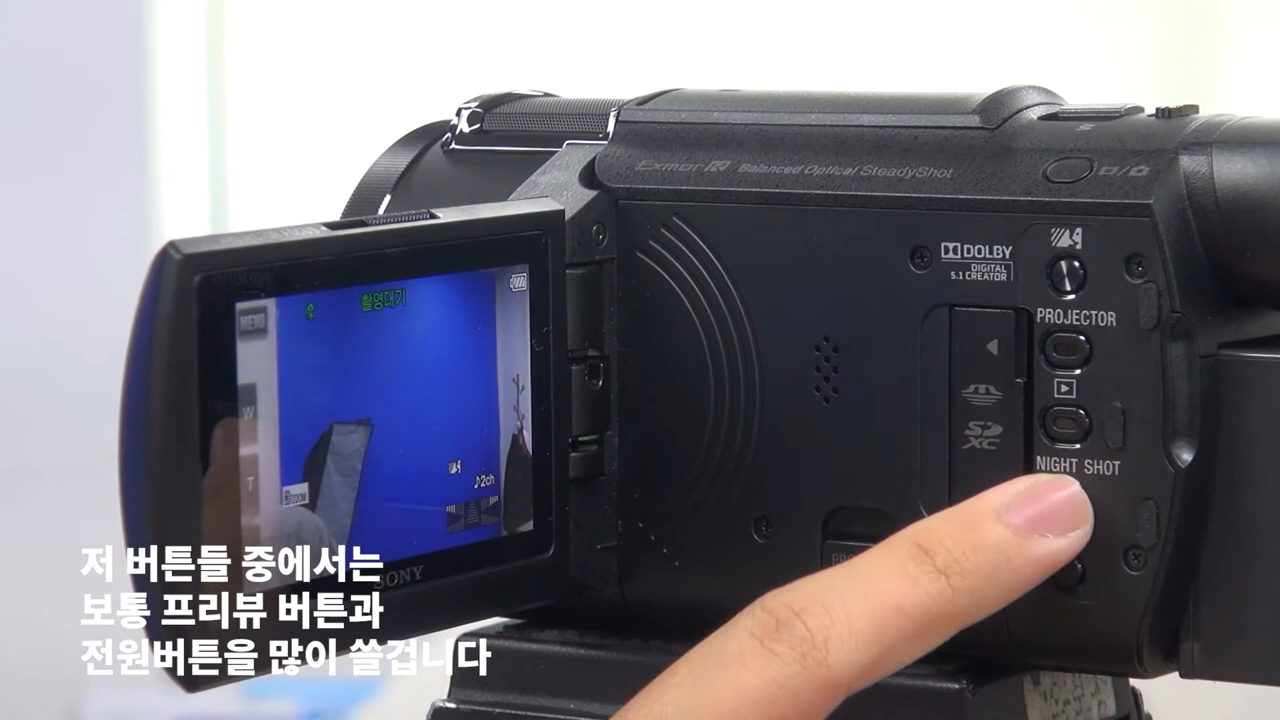 Exmor R Balanced Optical SteadyShot
DOLBY
DIGITAL
5.1 CREATOR
PROJECTOR
NIGHT SHOT
SD
XC
MENU
촬영대기
W
T
ZOOM
♪2ch
SONY
저 버튼들 중에서는
보통 프리뷰 버튼과
전원버튼을 많이 쓸겁니다